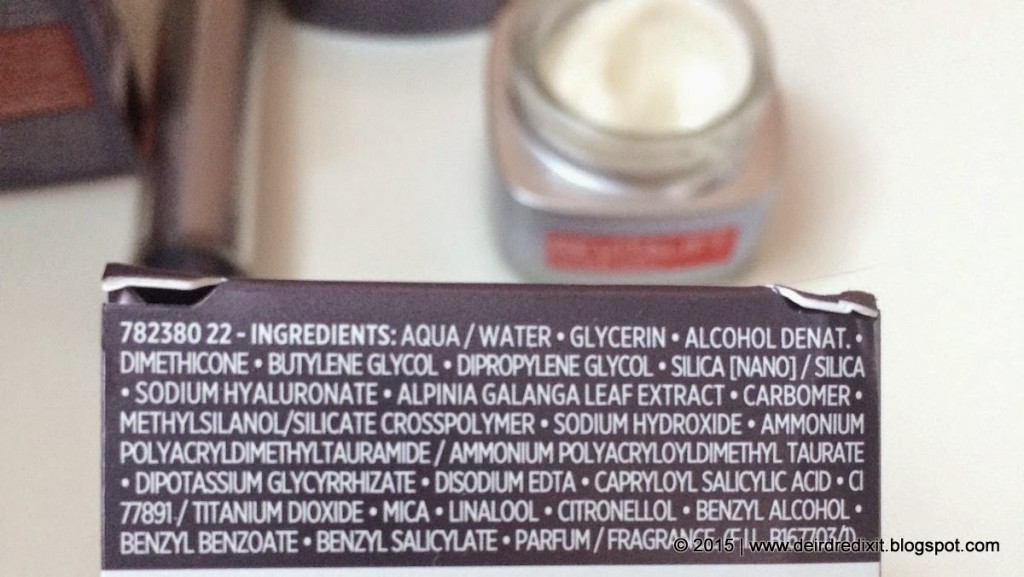 782380 22 - INGREDIENTS: AQUA / WATER • GLYCERIN • ALCOHOL DENAT. •
DIMETHICONE • BUTYLENE GLYCOL • DIPROPYLENE GLYCOL • SILICA [NANO] / SILICA
• SODIUM HYALURONATE • ALPINIA GALANGA LEAF EXTRACT • CARBOMER •
METHYLSILANOL/SILICATE CROSSPOLYMER • SODIUM HYDROXIDE • AMMONIUM
POLYACRYLDIMETHYLTAURAMIDE / AMMONIUM POLYACRYLOYLDIMETHYL TAURATE
• DIPOTASSIUM GLYCYRRHIZATE • DISODIUM EDTA • CAPRYLOYL SALICYLIC ACID • CI
77891 / TITANIUM DIOXIDE • MICA • LINALOOL • CITRONELLOL • BENZYL ALCOHOL •
BENZYL BENZOATE • BENZYL SALICYLATE • PARFUM / FRAGRANCE (F.I.L. B167703/1)
© 2015 | www.deirdredixit.blogspot.com